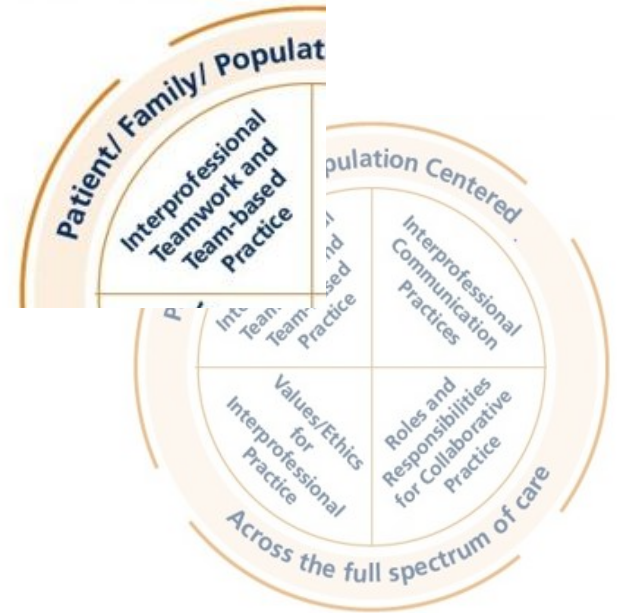 Patient/ Family/ Populat
Interprofessional
Teamwork and
Team-based
Practice
pulation Centered
Practice
Interprofessional
Communication
Practices
Values/Ethics
for
Interprofessional
Practice
Roles and
Responsibilities
for Collaborative
Practice
Across the full spectrum of care